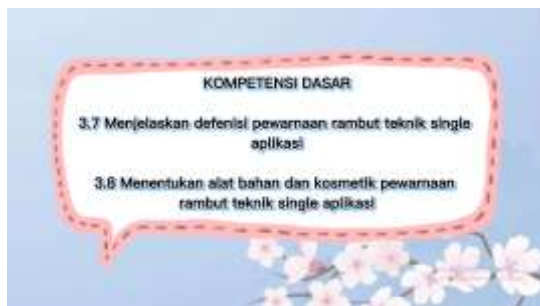 KOMPETENSI DASAR
3.7 Menjelaskan defenisi pewarnaan rambut teknik single
aplikasi
3.8 Menentukan alat bahan dan kosmetik pewarnaan
rambut teknik single aplikasi